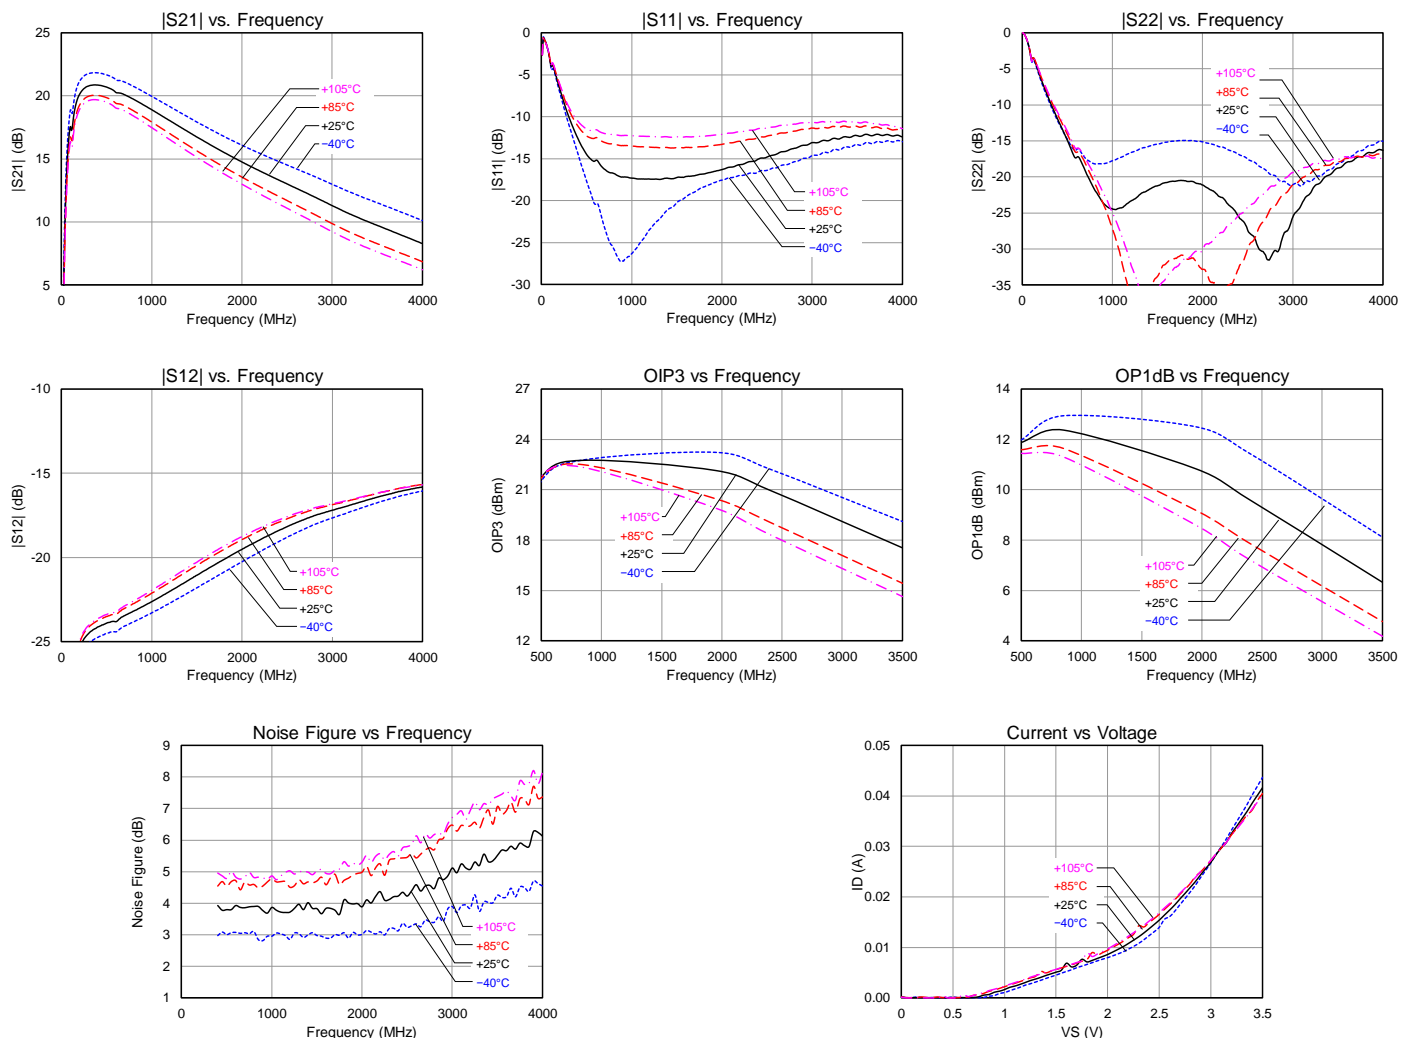 |S21| vs. Frequency
25
20
15
10
5
|S21| (dB)
+105°C
+85°C
+25°C
−40°C
0 1000 2000 3000 4000
Frequency (MHz)
|S11| vs. Frequency
0
-5
-10
-15
-20
-25
-30
|S11| (dB)
+105°C
+85°C
+25°C
−40°C
0 1000 2000 3000 4000
Frequency (MHz)
|S22| vs. Frequency
0
-5
-10
-15
-20
-25
-30
-35
|S22| (dB)
+105°C
+85°C
+25°C
−40°C
0 1000 2000 3000 4000
Frequency (MHz)
|S12| vs. Frequency
-10
-15
-20
-25
|S12| (dB)
+105°C
+85°C
+25°C
−40°C
0 1000 2000 3000 4000
Frequency (MHz)
OIP3 vs Frequency
27
24
21
18
15
12
OIP3 (dBm)
+105°C
+85°C
+25°C
−40°C
500 1000 1500 2000 2500 3000 3500
Frequency (MHz)
OP1dB vs Frequency
14
12
10
8
6
4
OP1dB (dBm)
+105°C
+85°C
+25°C
−40°C
500 1000 1500 2000 2500 3000 3500
Frequency (MHz)
Noise Figure vs Frequency
9
8
7
6
5
4
3
2
1
Noise Figure (dB)
+105°C
+85°C
+25°C
−40°C
0 1000 2000 3000 4000
Frequency (MHz)
Current vs Voltage
0.05
0.04
0.03
0.02
0.01
0.00
ID (A)
+105°C
+85°C
+25°C
−40°C
0 0.5 1 1.5 2 2.5 3 3.5
VS (V)